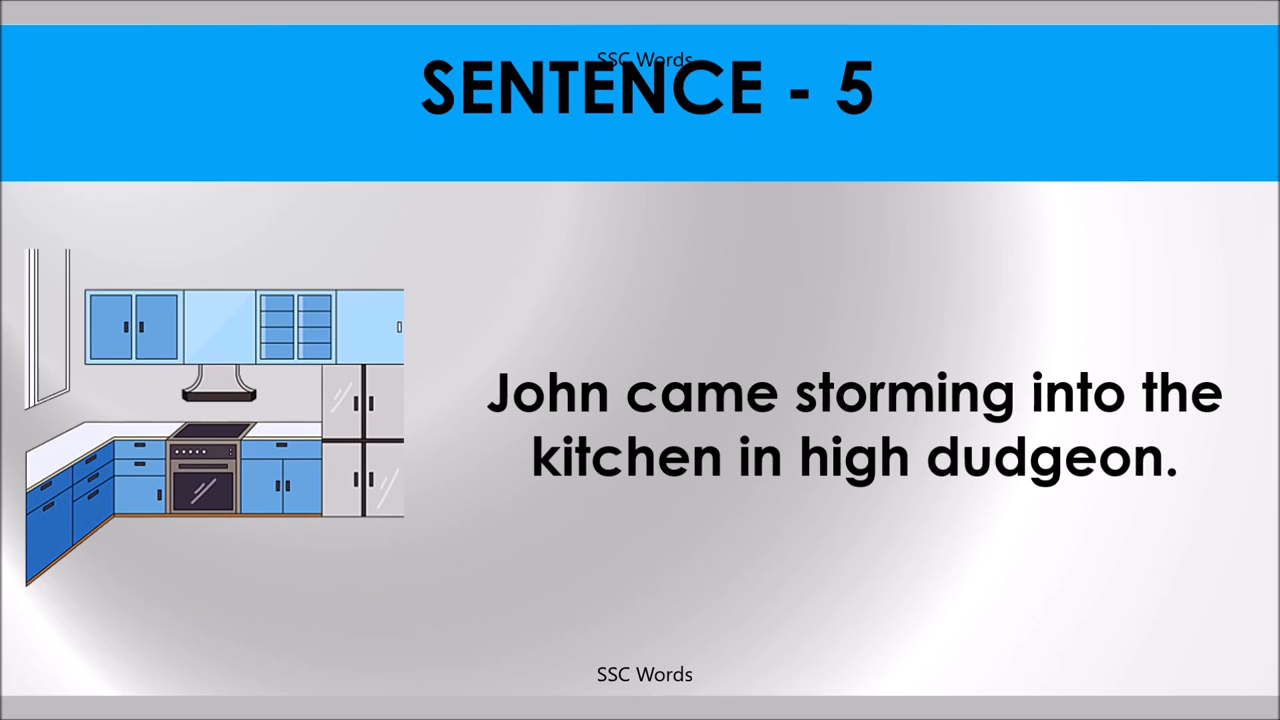 SSC Words
SENTENCE - 5
John came storming into the
kitchen in high dudgeon.
SSC Words